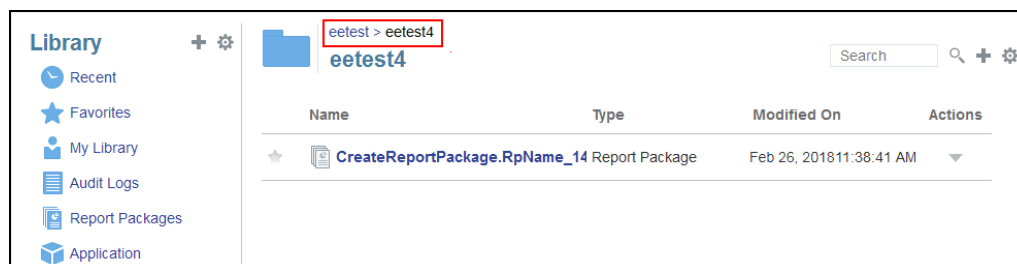 Library
Recent
Favorites
My Library
Audit Logs
Report Packages
Application
eetest > eetest4
eetest4
Search
Name Type Modified On Actions
CreateReportPackage.RpName_14 Report Package Feb 26, 201811:38:41 AM